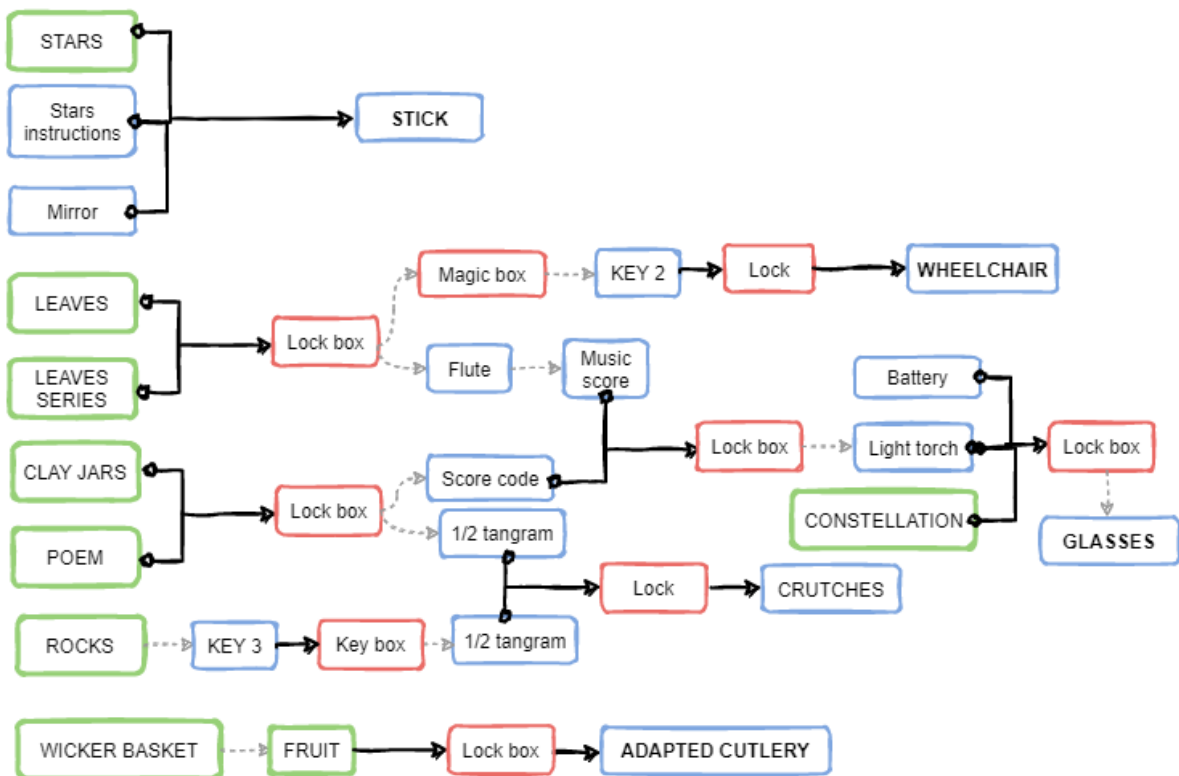 STARS
Stars
instructions
STICK
Mirror
Magic box
KEY 2
Lock
WHEELCHAIR
LEAVES
Lock box
Flute
Music
score
LEAVES
SERIES
Battery
CLAY JARS
Score code
Lock box
Light torch
Lock box
Lock box
1/2 tangram
CONSTELLATION
GLASSES
POEM
Lock
CRUTCHES
ROCKS
KEY 3
Key box
1/2 tangram
WICKER BASKET
FRUIT
Lock box
ADAPTED CUTLERY